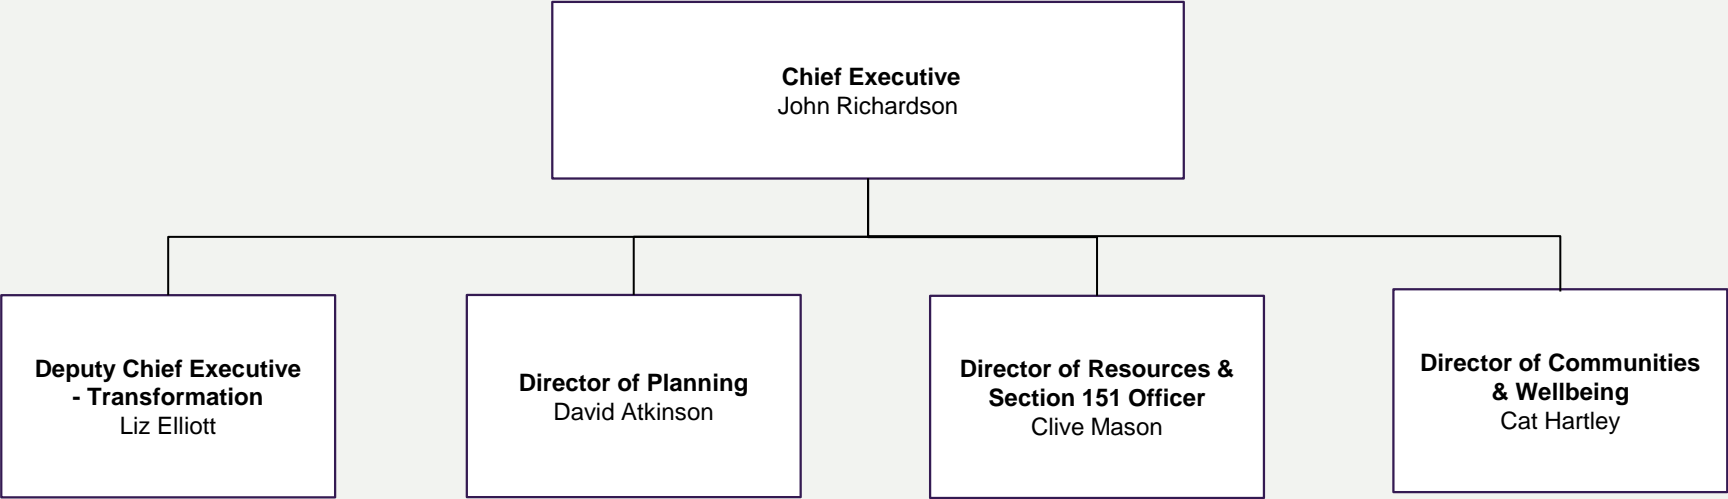 Chief Executive
John Richardson
Deputy Chief Executive
- Transformation
Liz Elliott
Director of Planning
David Atkinson
Director of Resources &
Section 151 Officer
Clive Mason
Director of Communities
& Wellbeing
Cat Hartley